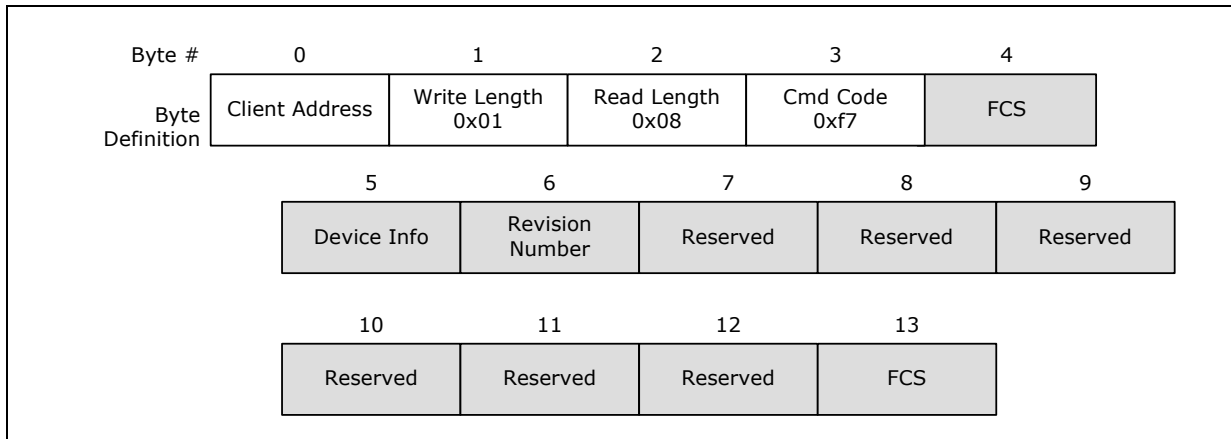 Byte # 0 1 2 3 4
Byte Definition Client Address Write Length 0x01 Read Length 0x08 Cmd Code 0xf7 FCS
5 6 7 8 9
Device Info Revision Number Reserved Reserved Reserved
10 11 12 13
Reserved Reserved Reserved FCS